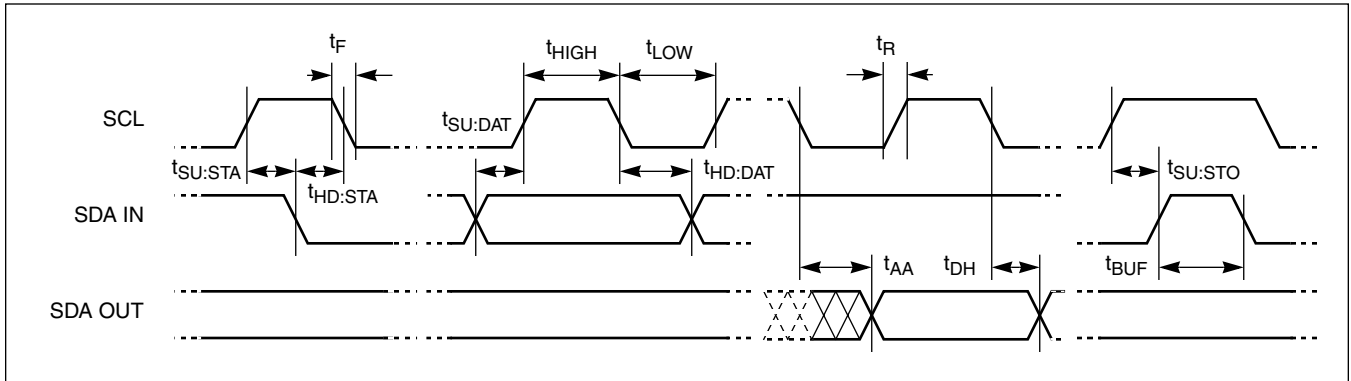 tF
tHIGH
tLOW
tR
SCL
tSU:DAT
tSU:STA
tHD:STA
tHD:DAT
tSU:STO
SDA IN
tAA
tDH
tBUF
SDA OUT